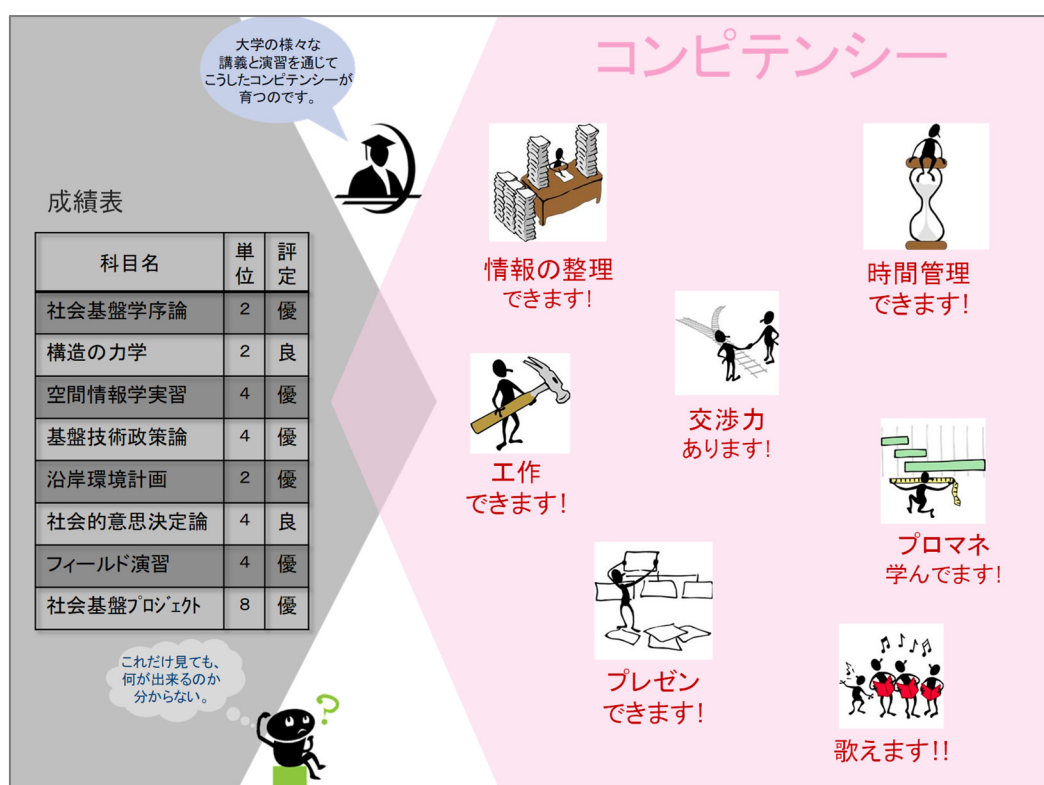 大学の様々な
講義と演習を通じて
こうしたコンピテンシーが
育つのです。
コンピテンシー
成績表
科目名 単位 評定
社会基盤学序論 2 優
構造の力学 2 良
空間情報学実習 4 優
基盤技術政策論 4 優
沿岸環境計画 2 優
社会的意思決定論 4 良
フィールド演習 4 優
社会基盤プロジェクト 8 優
これだけ見ても、
何が出来るのか
分からない。
?
情報の整理
できます!
時間管理
できます!
交渉力
あります!
工作
できます!
プロマネ
学んでます!
プレゼン
できます!
歌えます!!